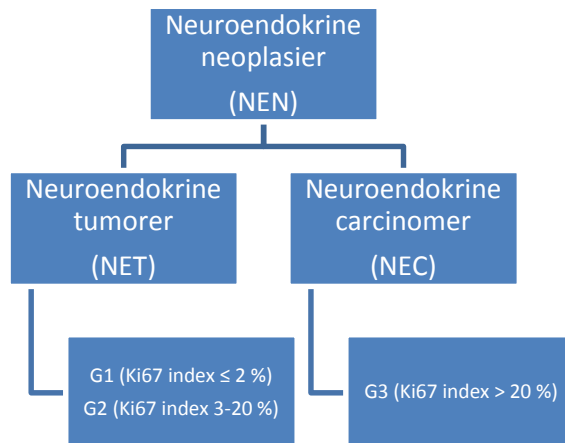 Neuroendokrine
neoplasier
(NEN)
Neuroendokrine
tumorer
(NET)
Neuroendokrine
carcinomer
(NEC)
G1 (Ki67 index ≤ 2 %)
G2 (Ki67 index 3-20 %)
G3 (Ki67 index > 20 %)